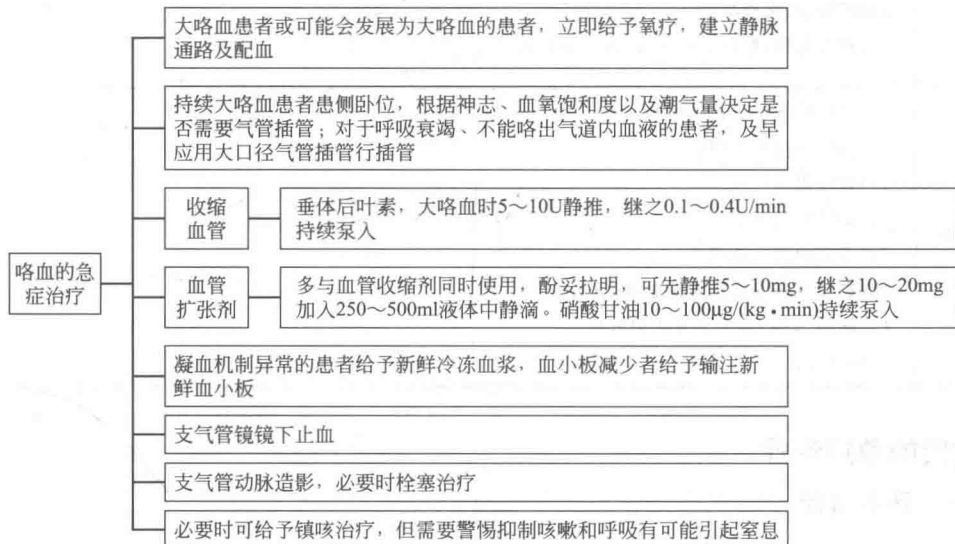 大咯血患者或可能会发展为大咯血的患者，立即给予氧疗，建立静脉
通路及配血
持续大咯血患者患侧卧位，根据神志、血氧饱和度以及潮气量决定是
否需要气管插管；对于呼吸衰竭、不能咯出气道内血液的患者，及早
应用大口径气管插管行插管
收缩
血管
垂体后叶素，大咯血时5～10U静推，继之0.1～0.4U/min
持续泵入
咯血的急
症治疗
血管
扩张剂
多与血管收缩剂同时使用，酚妥拉明，可先静推5～10mg，继之10～20mg
加入250～500ml液体中静滴。硝酸甘油10～100μg/(kg·min)持续泵入
凝血机制异常的患者给予新鲜冷冻血浆，血小板减少者给予输注新
鲜血小板
支气管镜镜下止血
支气管动脉造影，必要时栓塞治疗
必要时可给予镇咳治疗，但需要警惕抑制咳嗽和呼吸有可能引起窒息